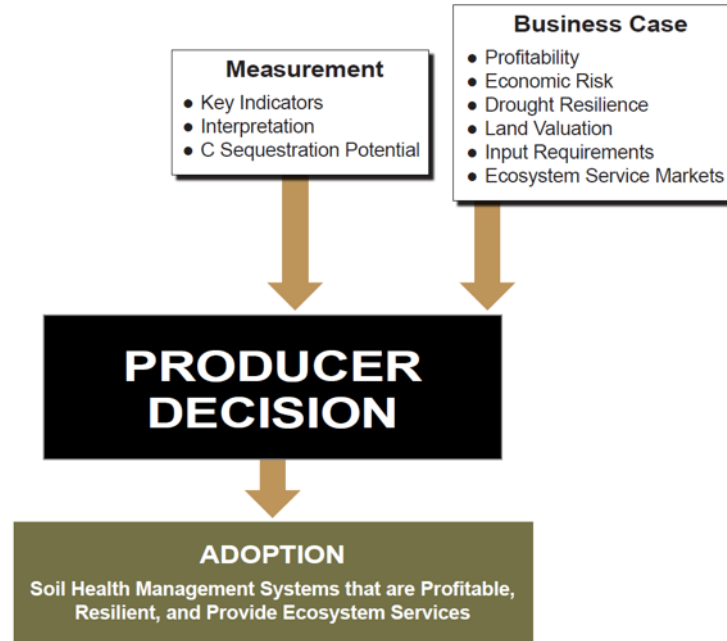 Measurement
● Key Indicators
● Interpretation
● C Sequestration Potential
Business Case
● Profitability
● Economic Risk
● Drought Resilience
● Land Valuation
● Input Requirements
● Ecosystem Service Markets
PRODUCER
DECISION
ADOPTION
Soil Health Management Systems that are Profitable,
Resilient, and Provide Ecosystem Services